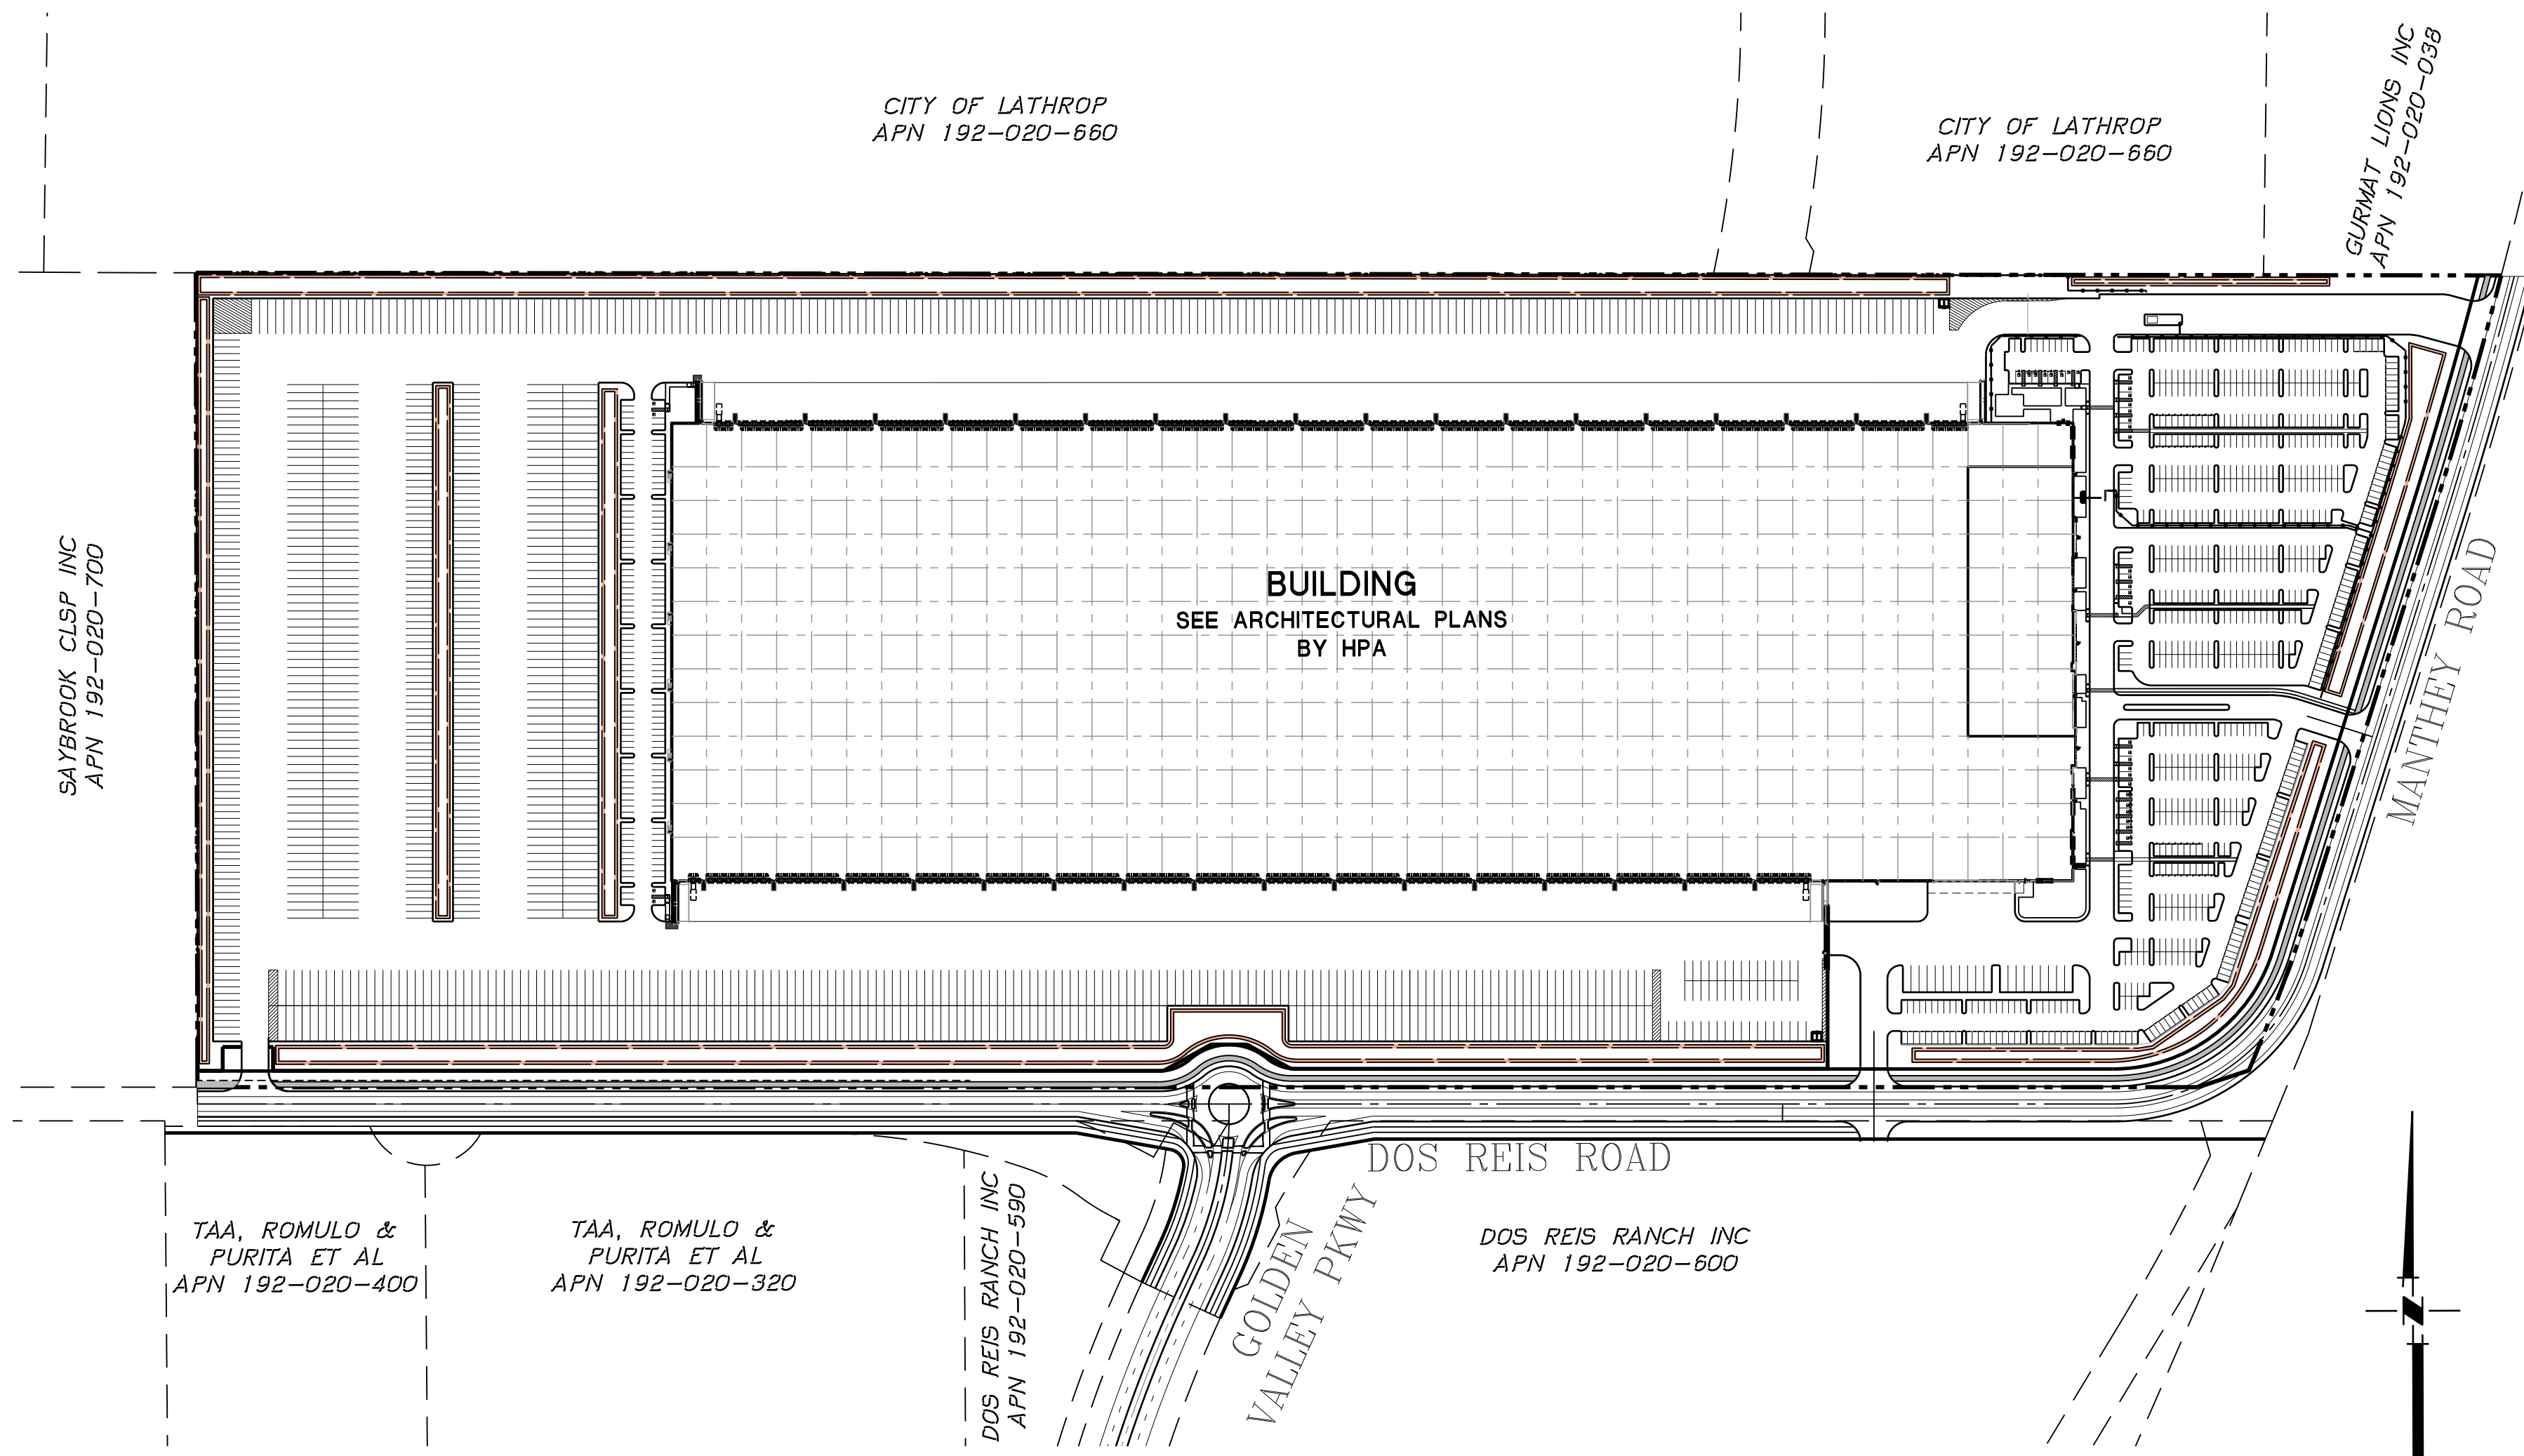 CITY OF LATHROP
APN 192-020-660
CITY OF LATHROP
APN 192-020-660
GURMAT LIONS INC
APN 192-020-038
SAYBROOK CLSP INC
APN 192-020-700
BUILDING
SEE ARCHITECTURAL PLANS
BY HPA
MANTHEY ROAD
DOS REIS ROAD
GOLDEN
VALLEY PKWY
TAA, ROMULO &
PURITA ET AL
APN 192-020-400
TAA, ROMULO &
PURITA ET AL
APN 192-020-320
DOS REIS RANCH INC
APN 192-020-590
DOS REIS RANCH INC
APN 192-020-600
N